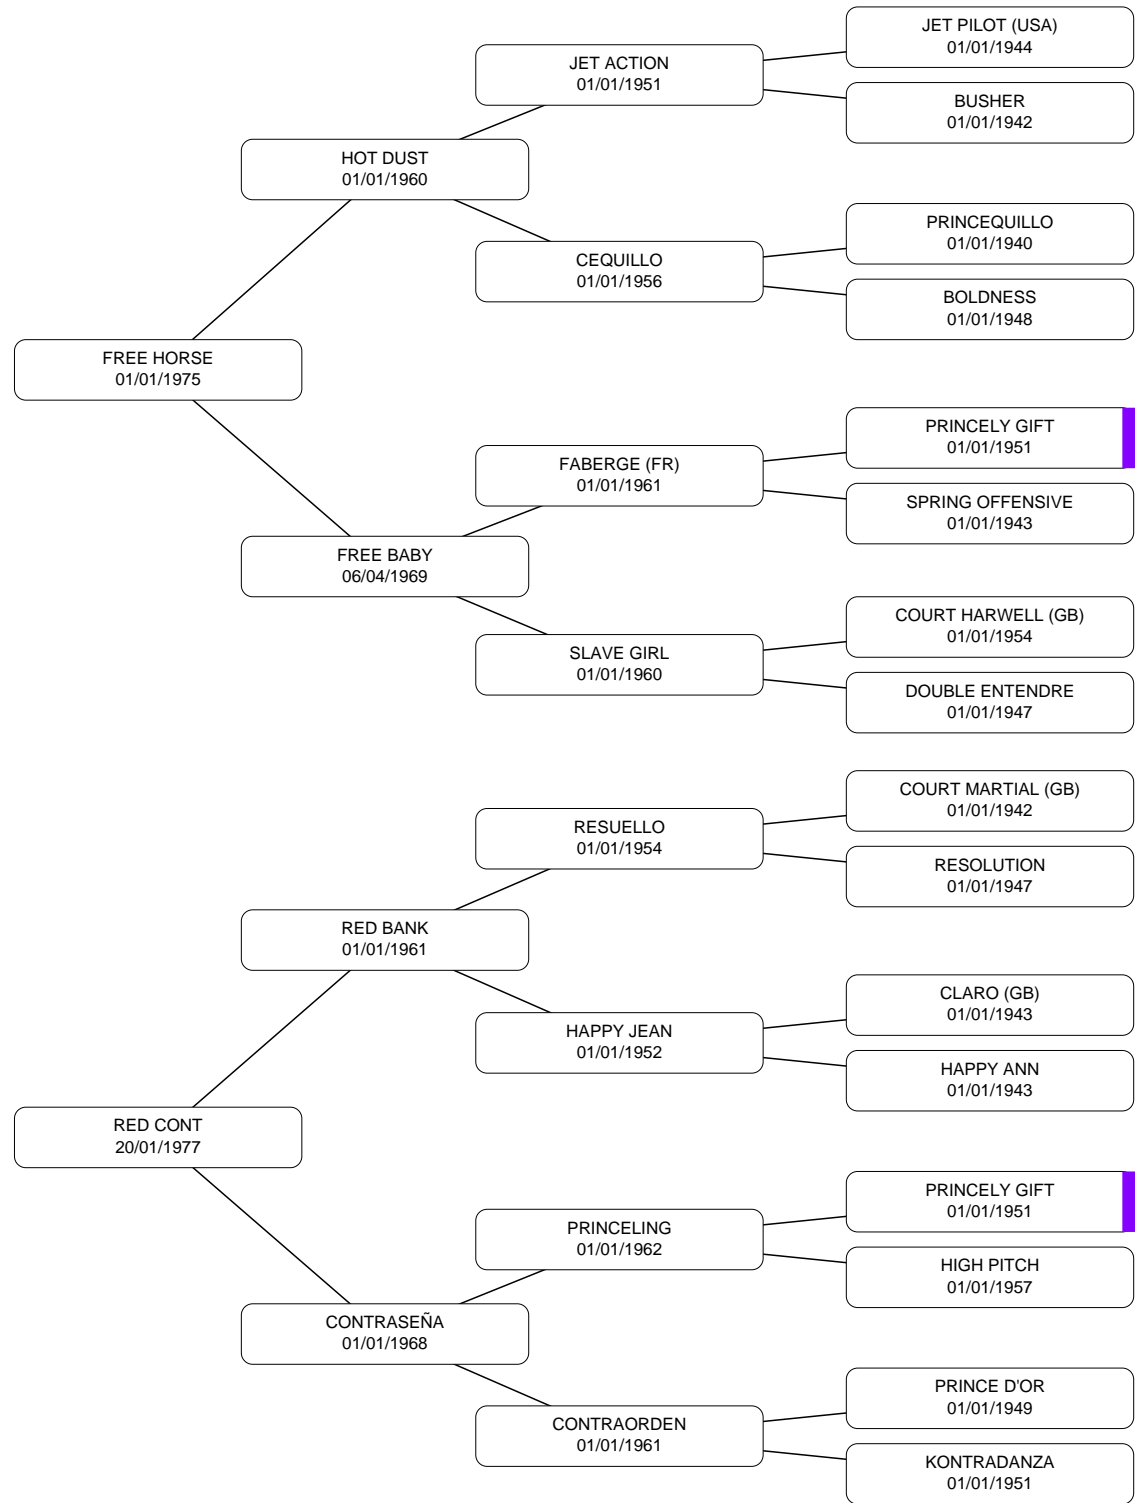 JET PILOT (USA)
01/01/1944
JET ACTION
01/01/1951
BUSHER
01/01/1942
HOT DUST
01/01/1960
PRINCEQUILLO
01/01/1940
CEQUILLO
01/01/1956
BOLDNESS
01/01/1948
FREE HORSE
01/01/1975
PRINCELY GIFT
01/01/1951
FABERGE (FR)
01/01/1961
SPRING OFFENSIVE
01/01/1943
FREE BABY
06/04/1969
COURT HARWELL (GB)
01/01/1954
SLAVE GIRL
01/01/1960
DOUBLE ENTENDRE
01/01/1947
COURT MARTIAL (GB)
01/01/1942
RESUELLO
01/01/1954
RESOLUTION
01/01/1947
RED BANK
01/01/1961
CLARO (GB)
01/01/1943
HAPPY JEAN
01/01/1952
HAPPY ANN
01/01/1943
RED CONT
20/01/1977
PRINCELY GIFT
01/01/1951
PRINCELING
01/01/1962
HIGH PITCH
01/01/1957
CONTRASEÑA
01/01/1968
PRINCE D'OR
01/01/1949
CONTRAORDEN
01/01/1961
KONTRADANZA
01/01/1951